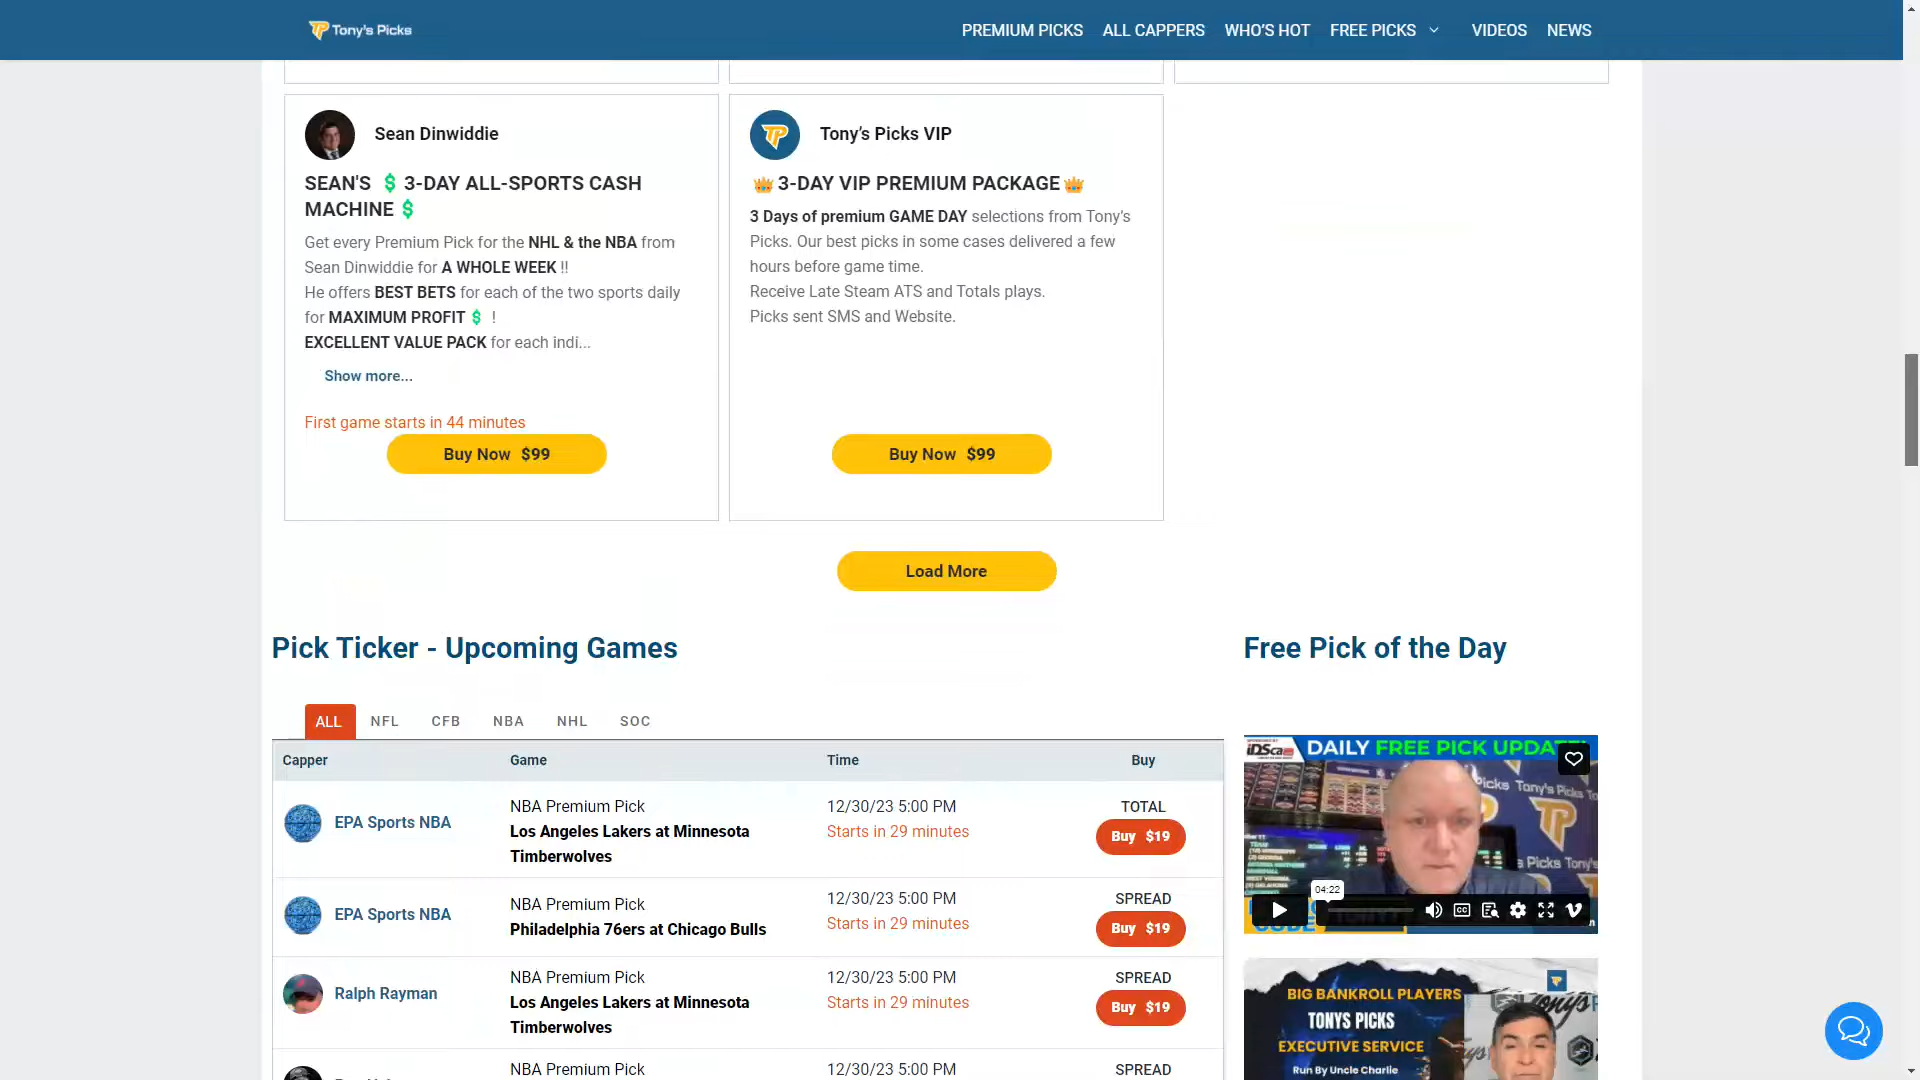 Tony's Picks
PREMIUM PICKS
ALL CAPPERS
WHO'S HOT
FREE PICKS
VIDEOS
NEWS
Sean Dinwiddie
SEAN'S 💲3-DAY ALL-SPORTS CASH
MACHINE💲
Get every Premium Pick for the NHL & the NBA from
Sean Dinwiddie for A WHOLE WEEK !!
He offers BEST BETS for each of the two sports daily
for MAXIMUM PROFIT💲 !
EXCELLENT VALUE PACK for each indi...
Show more...
First game starts in 44 minutes
Buy Now $99
Tony's Picks VIP
👑3-DAY VIP PREMIUM PACKAGE👑
3 Days of premium GAME DAY selections from Tony's
Picks. Our best picks in some cases delivered a few
hours before game time.
Receive Late Steam ATS and Totals plays.
Picks sent SMS and Website.
Buy Now $99
Load More
Pick Ticker - Upcoming Games
ALL
NFL
CFB
NBA
NHL
SOC
Capper
Game
Time
Buy
EPA Sports NBA
NBA Premium Pick
Los Angeles Lakers at Minnesota
Timberwolves
12/30/23 5:00 PM
Starts in 29 minutes
TOTAL
Buy $19
EPA Sports NBA
NBA Premium Pick
Philadelphia 76ers at Chicago Bulls
12/30/23 5:00 PM
Starts in 29 minutes
SPREAD
Buy $19
Ralph Rayman
NBA Premium Pick
Los Angeles Lakers at Minnesota
Timberwolves
12/30/23 5:00 PM
Starts in 29 minutes
SPREAD
Buy $19
NBA Premium Pick
12/30/23 5:00 PM
SPREAD
Free Pick of the Day
DAILY FREE PICK UPDATE!
04:22
CODE
BIG BANKROLL PLAYERS
TONYS PICKS
EXECUTIVE SERVICE
Run By Uncle Charlie